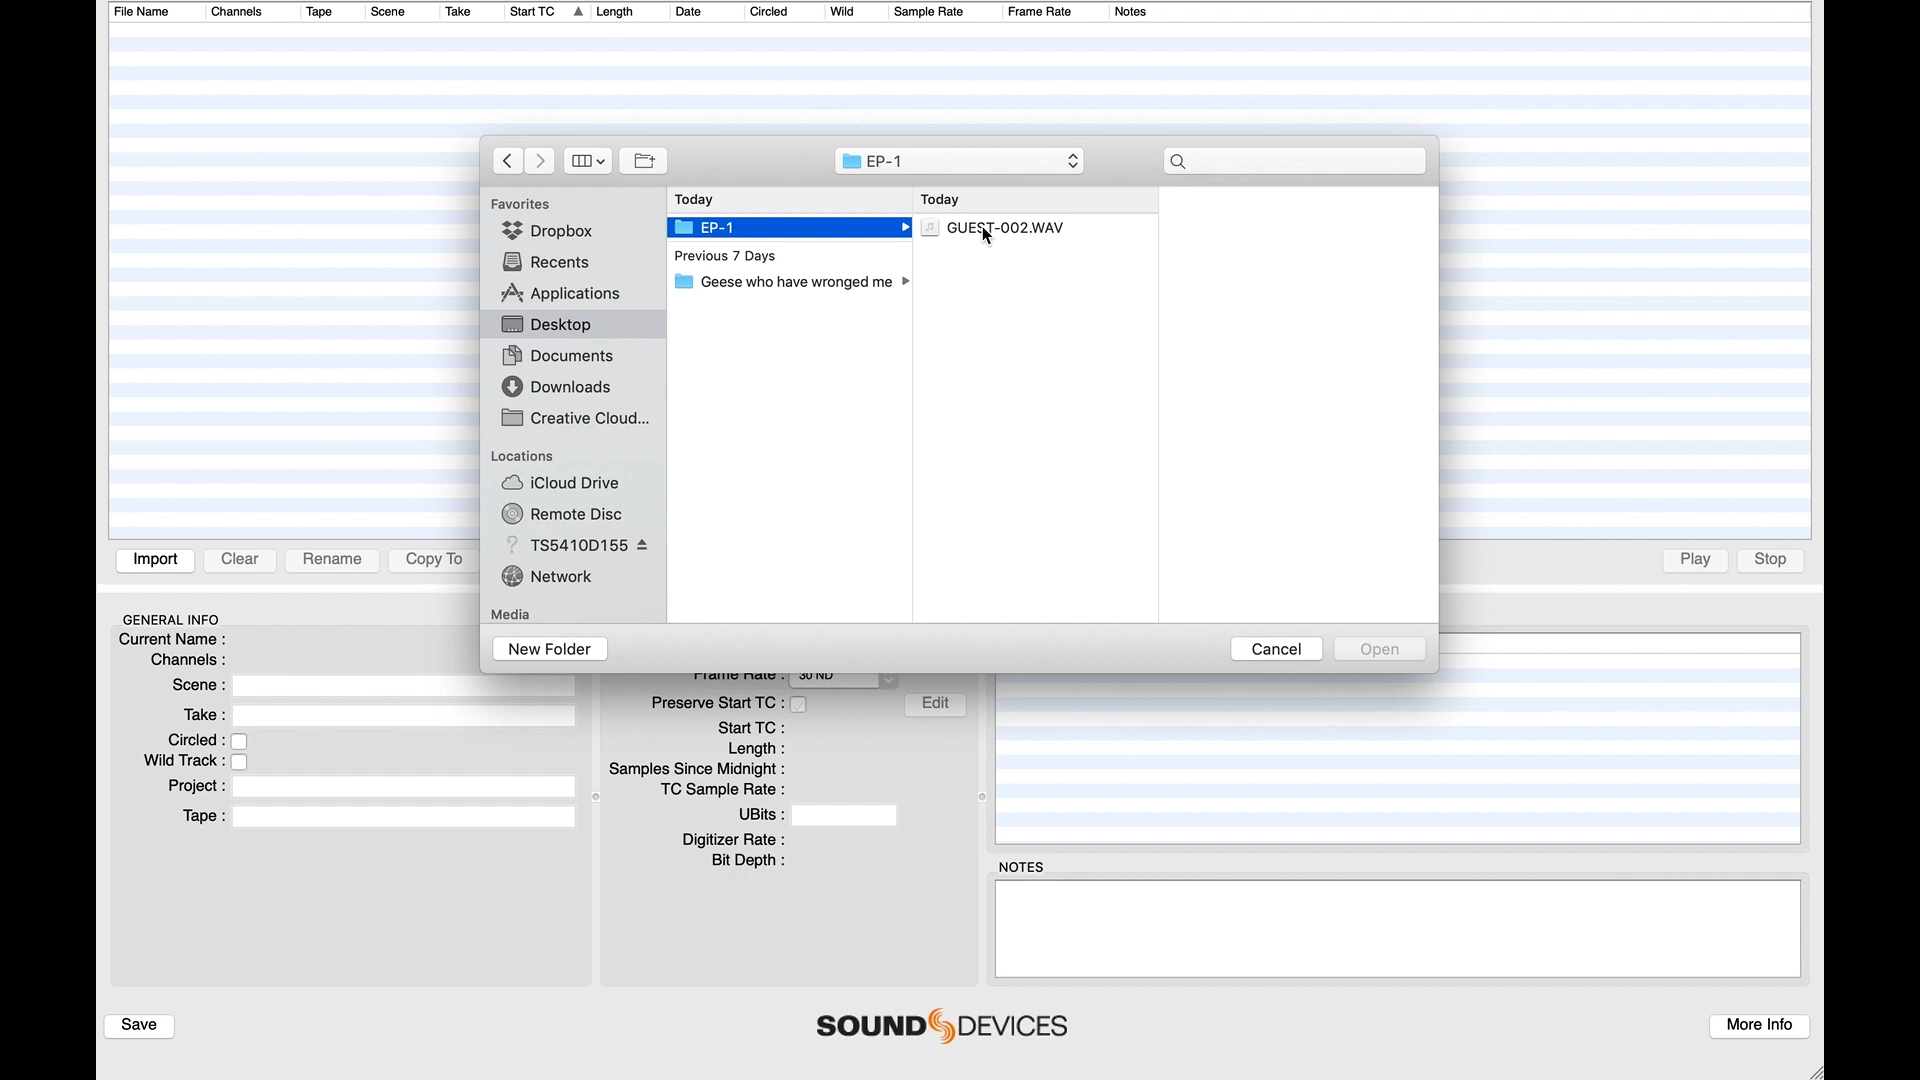 File Name Channels Tape Scene Take Start TC Length Date Circled Wild Sample Rate Frame Rate Notes
EP-1
Favorites
Dropbox
Recents
Applications
Desktop
Documents
Downloads
Creative Cloud...
Locations
iCloud Drive
Remote Disc
TS5410D155
Network
Media
Today
EP-1
Previous 7 Days
Geese who have wronged me
Today
GUEST-002.WAV
New Folder Cancel Open
Import Clear Rename Copy To Play Stop
GENERAL INFO
Current Name :
Channels :
Scene :
Take :
Circled :
Wild Track :
Project :
Tape :
Frame Rate : 30 ND
Preserve Start TC : Edit
Start TC :
Length :
Samples Since Midnight :
TC Sample Rate :
UBits :
Digitizer Rate :
Bit Depth :
NOTES
Save SOUND DEVICES More Info